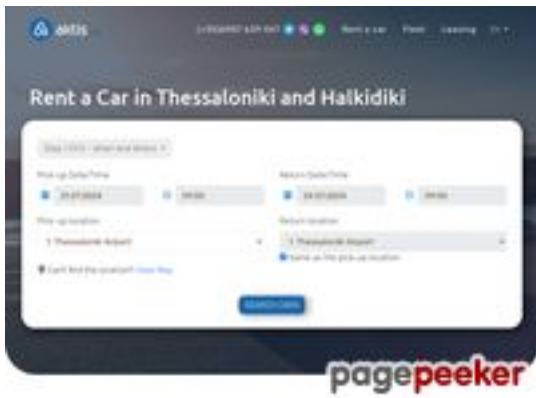 aktis
Rent a car Fleet Leasing
Rent a Car in Thessaloniki and Halkidiki
Pick-up Date/Time
Return Date/Time
09:00
09:00
Pick-up location
Return location
Thessaloniki Airport
Thessaloniki Airport
Same as the pick-up location
Can't find the location? View Map
SEARCH CARS
pagepeeker